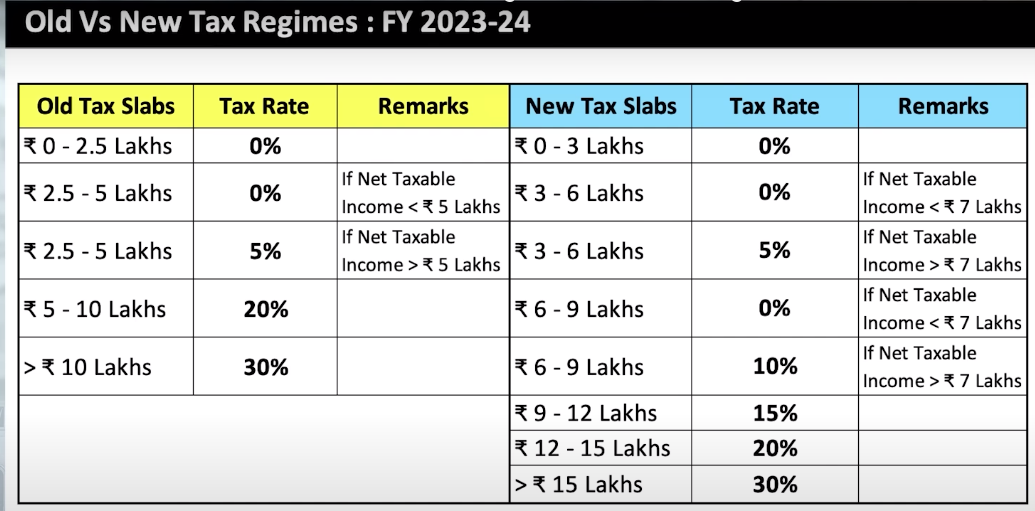 Old Vs New Tax Regimes : FY 2023-24
Old Tax Slabs Tax Rate Remarks New Tax Slabs Tax Rate Remarks
₹ 0 - 2.5 Lakhs 0% ₹ 0 - 3 Lakhs 0%
₹ 2.5 - 5 Lakhs 0% If Net Taxable Income < ₹ 5 Lakhs ₹ 3 - 6 Lakhs 0% If Net Taxable Income < ₹ 7 Lakhs
₹ 2.5 - 5 Lakhs 5% If Net Taxable Income > ₹ 5 Lakhs ₹ 3 - 6 Lakhs 5% If Net Taxable Income > ₹ 7 Lakhs
₹ 5 - 10 Lakhs 20% ₹ 6 - 9 Lakhs 0% If Net Taxable Income < ₹ 7 Lakhs
> ₹ 10 Lakhs 30% ₹ 6 - 9 Lakhs 10% If Net Taxable Income > ₹ 7 Lakhs
₹ 9 - 12 Lakhs 15%
₹ 12 - 15 Lakhs 20%
> ₹ 15 Lakhs 30%